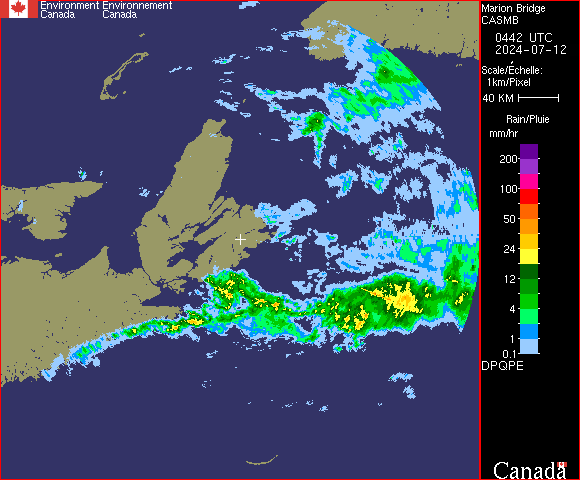 Environment Environnement
Canada Canada
Marion Bridge
CASMB
0442 UTC
2024-07-12
Scale/Échelle:
1km/Pixel
40 KM
Rain/Pluie
mm/hr
200
100
50
24
12
4
1
0.1
DPQPE
Canada